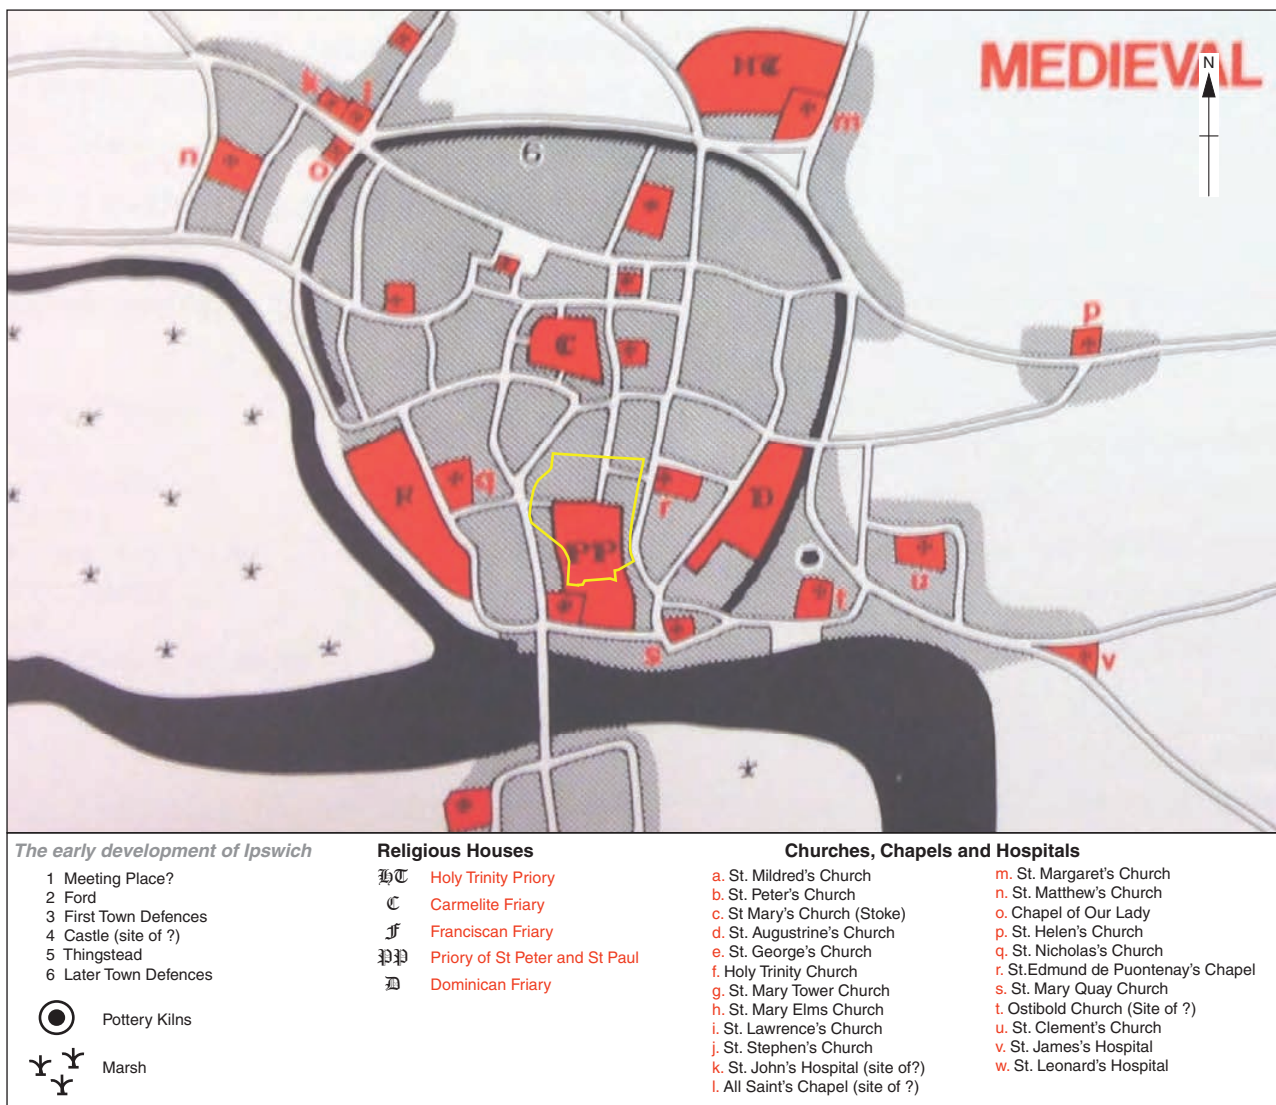 MEDIEVAL
N
HT
m
k
l
n
o
6
p
C
F
q
r
D
PP
t
u
s
v
The early development of Ipswich
1 Meeting Place?
2 Ford
3 First Town Defences
4 Castle (site of ?)
5 Thingstead
6 Later Town Defences
Pottery Kilns
Marsh
Religious Houses
HT Holy Trinity Priory
C Carmelite Friary
F Franciscan Friary
PP Priory of St Peter and St Paul
D Dominican Friary
Churches, Chapels and Hospitals
a. St. Mildred's Church
b. St. Peter's Church
c. St Mary's Church (Stoke)
d. St. Augustrine's Church
e. St. George's Church
f. Holy Trinity Church
g. St. Mary Tower Church
h. St. Mary Elms Church
i. St. Lawrence's Church
j. St. Stephen's Church
k. St. John's Hospital (site of?)
l. All Saint's Chapel (site of ?)
m. St. Margaret's Church
n. St. Matthew's Church
o. Chapel of Our Lady
p. St. Helen's Church
q. St. Nicholas's Church
r. St.Edmund de Puontenay's Chapel
s. St. Mary Quay Church
t. Ostibold Church (Site of ?)
u. St. Clement's Church
v. St. James's Hospital
w. St. Leonard's Hospital